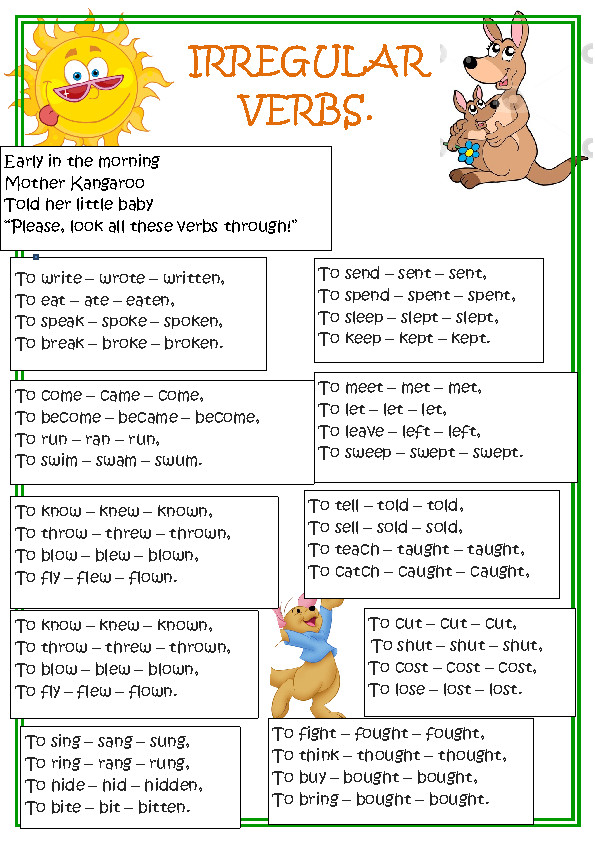 IRREGULAR
VERBS.
Early in the morning
Mother Kangaroo
Told her little baby
“Please, look all these verbs through!”
To write – wrote – written,
To eat – ate – eaten,
To speak – spoke – spoken,
To break – broke – broken.
To send – sent – sent,
To spend – spent – spent,
To sleep – slept – slept,
To keep – kept – kept.
To come – came – come,
To become – became – become,
To run – ran – run,
To swim – swam – swum.
To meet – met – met,
To let – let – let,
To leave – left – left,
To sweep – swept – swept.
To know – knew – known,
To throw – threw – thrown,
To blow – blew – blown,
To fly – flew – flown.
To tell – told – told,
To sell – sold – sold,
To teach – taught – taught,
To catch – caught – caught,
To know – knew – known,
To throw – threw – thrown,
To blow – blew – blown,
To fly – flew – flown.
To cut – cut – cut,
To shut – shut – shut,
To cost – cost – cost,
To lose – lost – lost.
To sing – sang – sung,
To ring – rang – rung,
To hide – hid – hidden,
To bite – bit – bitten.
To fight – fought – fought,
To think – thought – thought,
To buy – bought – bought,
To bring – bought – bought.